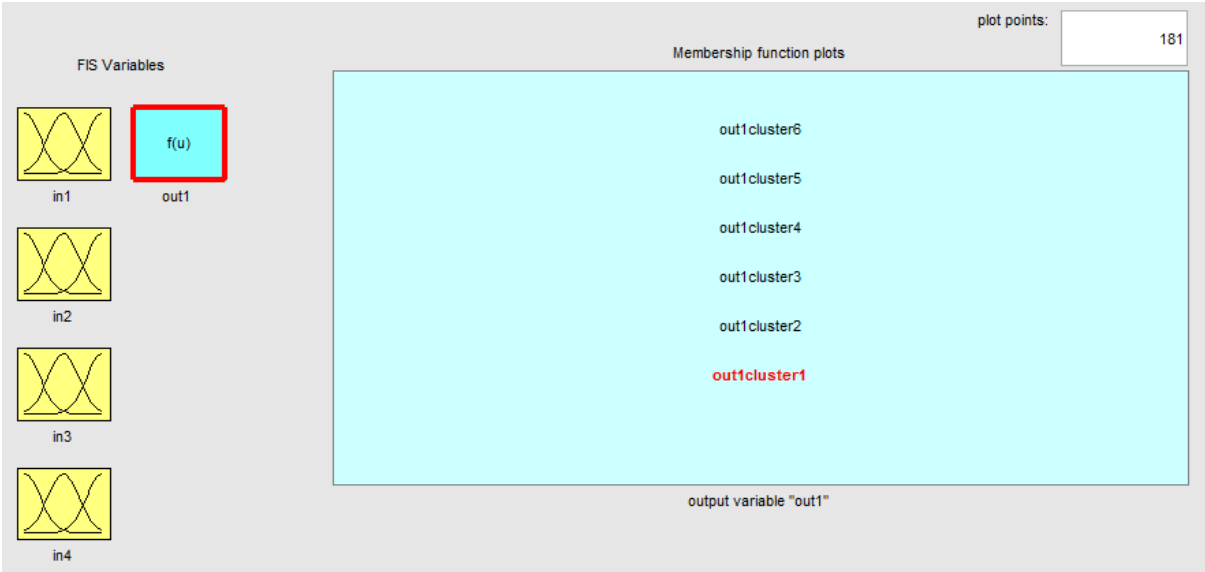 plot points:
181
FIS Variables
Membership function plots
f(u)
in1
out1
in2
in3
in4
out1cluster6
out1cluster5
out1cluster4
out1cluster3
out1cluster2
out1cluster1
output variable "out1"